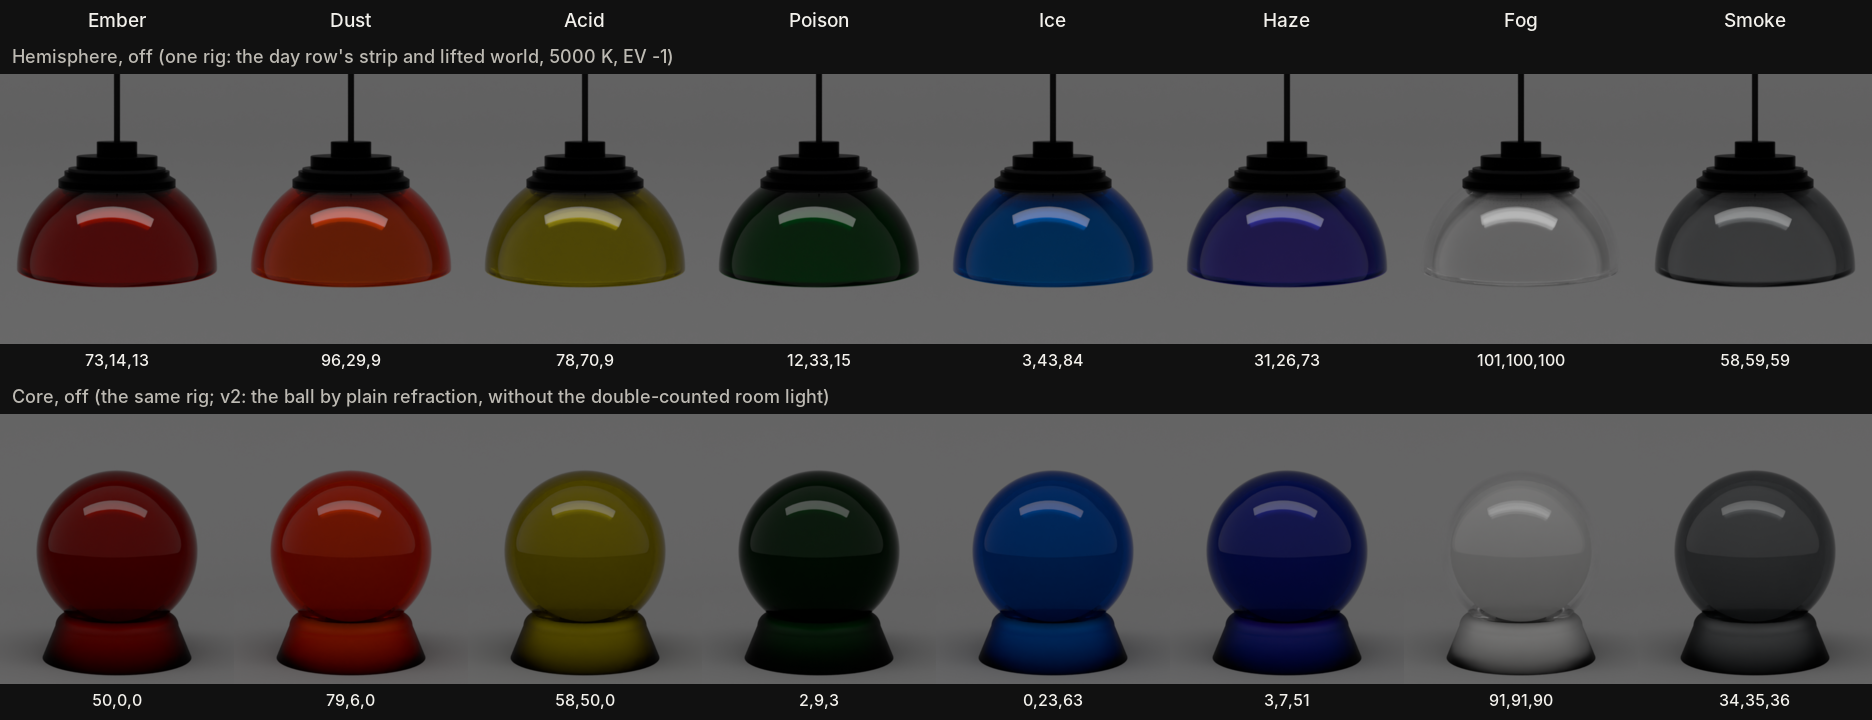 Ember Dust Acid Poison Ice Haze Fog Smoke
Hemisphere, off (one rig: the day row's strip and lifted world, 5000 K, EV -1)
73,14,13 96,29,9 78,70,9 12,33,15 3,43,84 31,26,73 101,100,100 58,59,59
Core, off (the same rig; v2: the ball by plain refraction, without the double-counted room light)
50,0,0 79,6,0 58,50,0 2,9,3 0,23,63 3,7,51 91,91,90 34,35,36